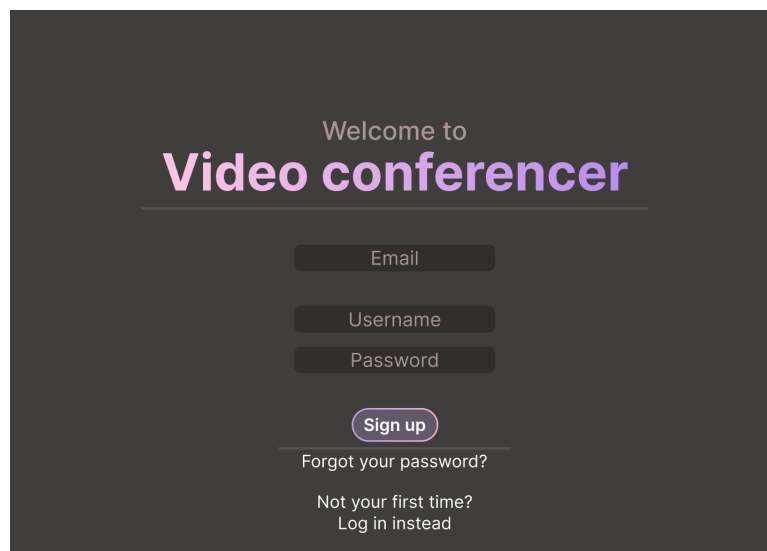 Welcome to
Video conferencer
Email
Username
Password
Sign up
Forgot your password?
Not your first time?
Log in instead